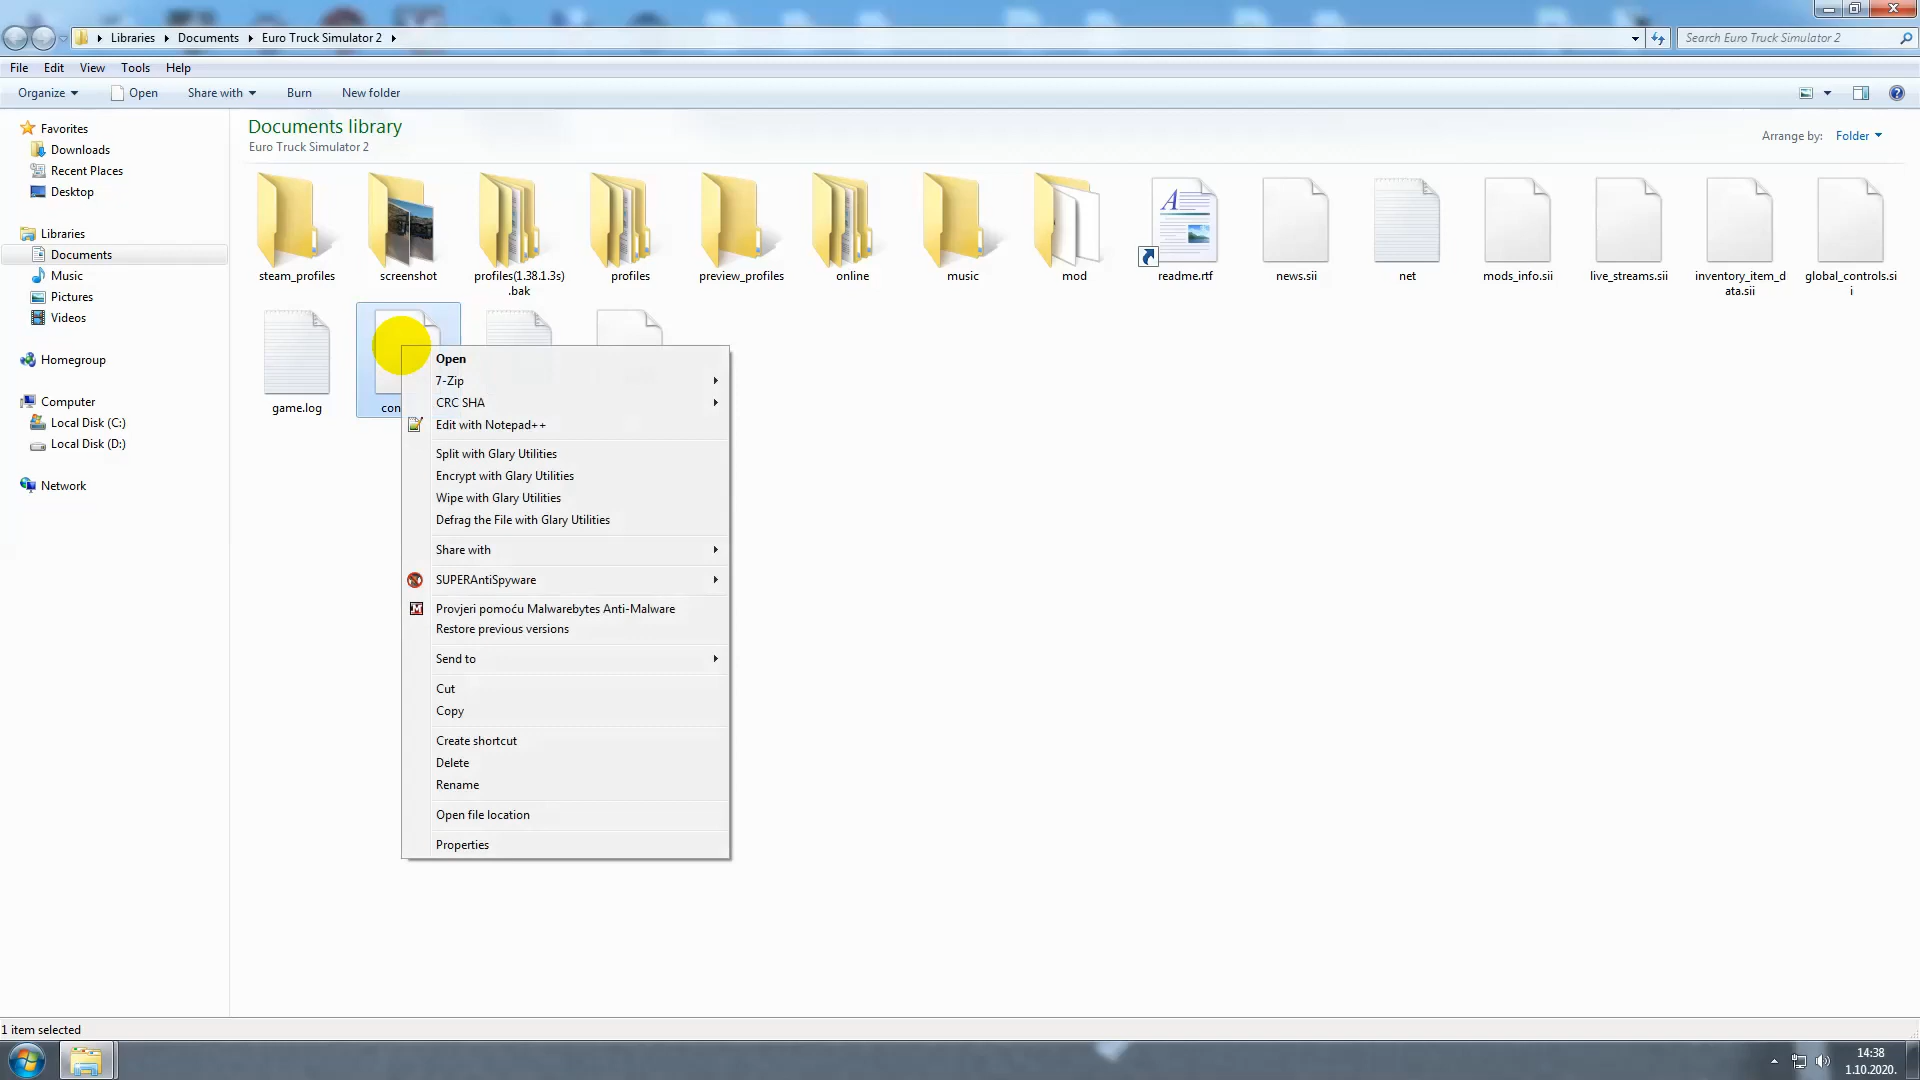 Libraries Documents Euro Truck Simulator 2
Search Euro Truck Simulator 2
File Edit View Tools Help
Organize Open Share with Burn New folder
Favorites
Downloads
Recent Places
Desktop
Libraries
Documents
Music
Pictures
Videos
Homegroup
Computer
Local Disk (C:)
Local Disk (D:)
Network
Documents library
Euro Truck Simulator 2
Arrange by: Folder
steam_profiles
screenshot
profiles(1.38.1.3s)
.bak
profiles
preview_profiles
online
music
mod
readme.rtf
news.sii
net
mods_info.sii
live_streams.sii
inventory_item_d
ata.sii
global_controls.si
i
game.log
con
Open
7-Zip
CRC SHA
Edit with Notepad++
Split with Glary Utilities
Encrypt with Glary Utilities
Wipe with Glary Utilities
Defrag the File with Glary Utilities
Share with
SUPERAntiSpyware
Provjeri pomoću Malwarebytes Anti-Malware
Restore previous versions
Send to
Cut
Copy
Create shortcut
Delete
Rename
Open file location
Properties
1 item selected
14:38
1.10.2020.